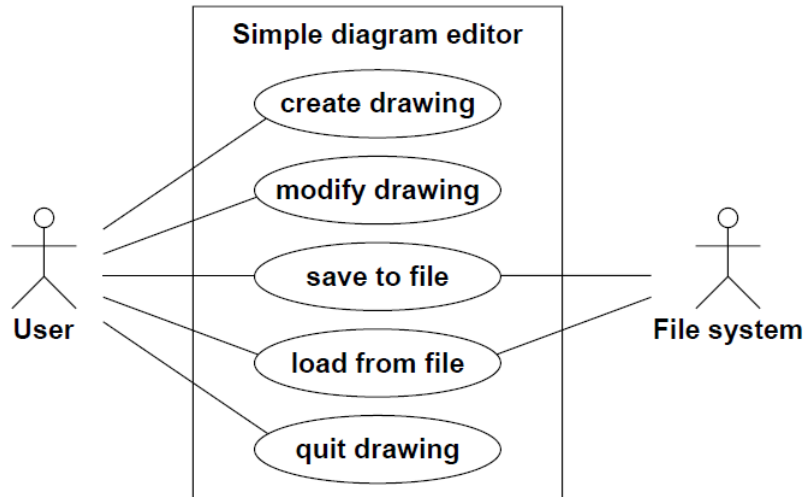 Simple diagram editor
create drawing
modify drawing
save to file
load from file
quit drawing
User
File system